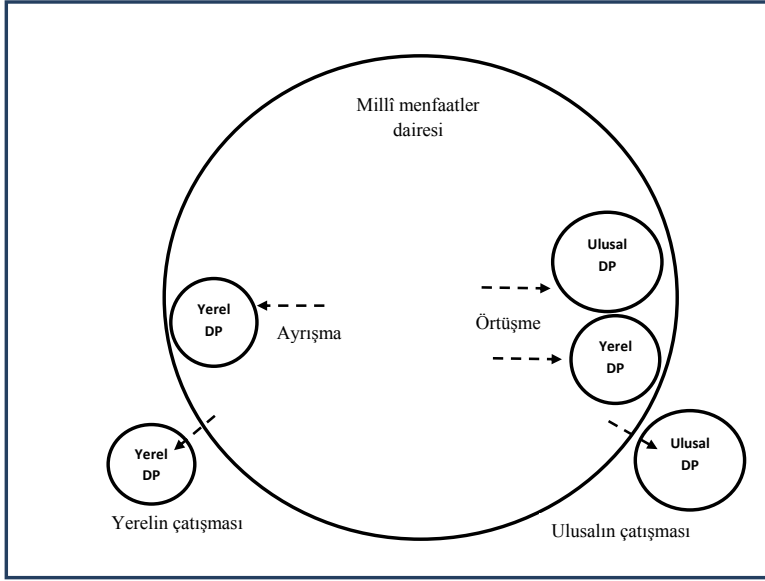 Millî menfaatler
dairesi
Ulusal
DP
Yerel
DP
Ayrışma
Örtüşme
Yerel
DP
Yerel
DP
Ulusal
DP
Yerelin çatışması
Ulusalın çatışması